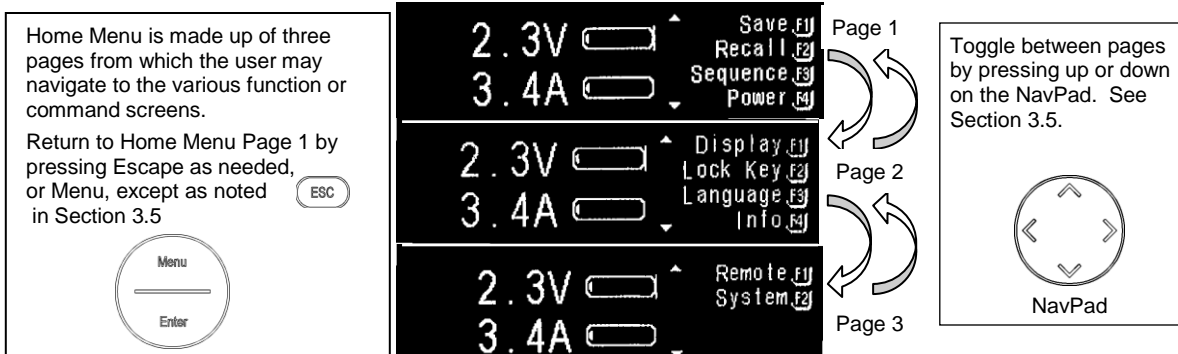 Home Menu is made up of three
pages from which the user may
navigate to the various function or
command screens.
Return to Home Menu Page 1 by
pressing Escape as needed,
or Menu, except as noted
in Section 3.5
ESC
Menu
Enter
2.3V
3.4A
Save F1
Recall F2
Sequence F3
Power F4
2.3V
3.4A
Display F1
Lock Key F2
Language F3
Info F4
2.3V
3.4A
Remote F1
System F2
Page 1
Page 2
Page 3
Toggle between pages
by pressing up or down
on the NavPad. See
Section 3.5.
NavPad